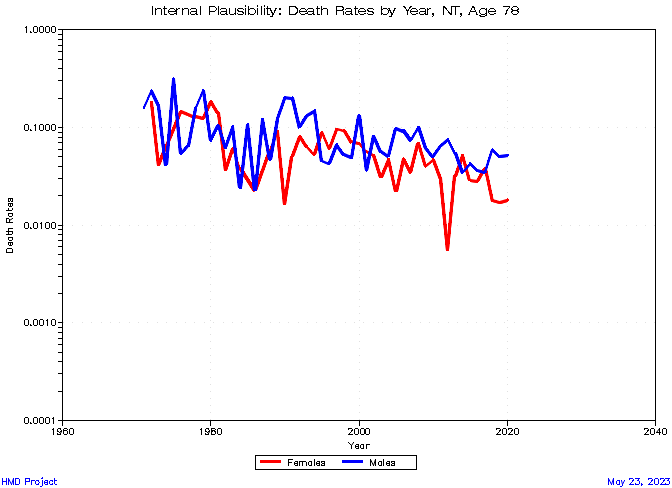 Internal Plausibility: Death Rates by Year, NT, Age 78
1.0000
0.1000
0.0100
0.0010
0.0001
Death Rates
1960 1980 2000 2020 2040
Year
Females Males
HMD Project May 23, 2023